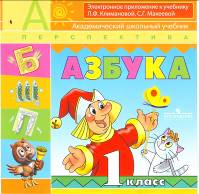 Электронное приложение к учебнику
Л.Ф. Климановой, С.Г. Макеевой
Академический школьный учебник
ПЕРСПЕКТИВА
АЗБУКА
Б
Ш
П
1 класс